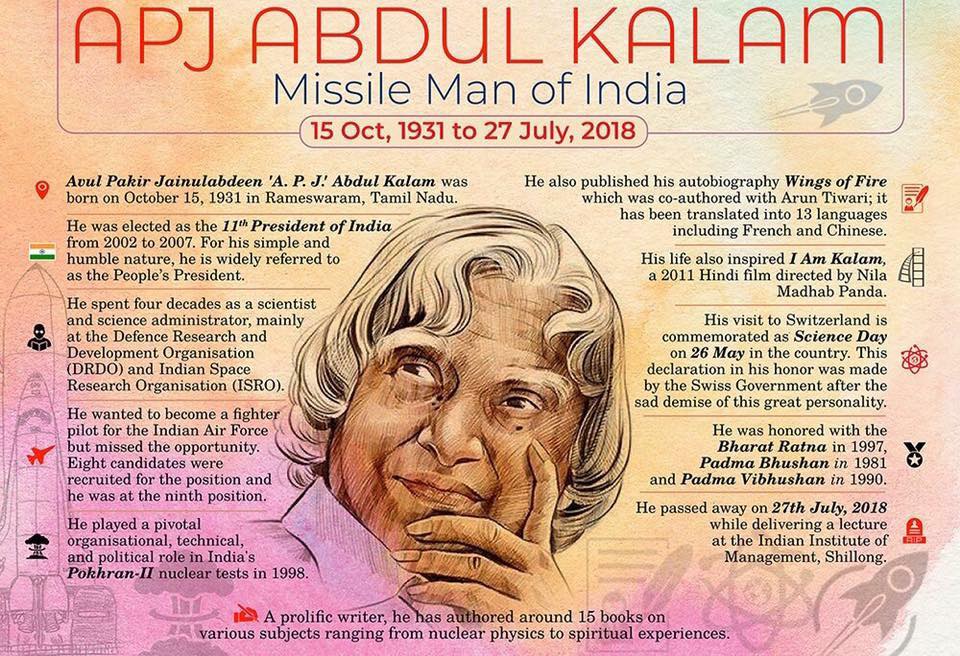 APJ ABDUL KALAM
Missile Man of India
15 Oct, 1931 to 27 July, 2018
Avul Pakir Jainulabdeen 'A. P. J.' Abdul Kalam was
born on October 15, 1931 in Rameswaram, Tamil Nadu.
He was elected as the 11th President of India
from 2002 to 2007. For his simple and
humble nature, he is widely referred to
as the People's President.
He spent four decades as a scientist
and science administrator, mainly
at the Defence Research and
Development Organisation
(DRDO) and Indian Space
Research Organisation (ISRO).
He wanted to become a fighter
pilot for the Indian Air Force
but missed the opportunity.
Eight candidates were
recruited for the position and
he was at the ninth position.
He played a pivotal
organisational, technical,
and political role in India's
Pokhran-II nuclear tests in 1998.
He also published his autobiography Wings of Fire
which was co-authored with Arun Tiwari; it
has been translated into 13 languages
including French and Chinese.
His life also inspired I Am Kalam,
a 2011 Hindi film directed by Nila
Madhab Panda.
His visit to Switzerland is
commemorated as Science Day
on 26 May in the country. This
declaration in his honor was made
by the Swiss Government after the
sad demise of this great personality.
He was honored with the
Bharat Ratna in 1997,
Padma Bhushan in 1981
and Padma Vibhushan in 1990.
He passed away on 27th July, 2018
while delivering a lecture
at the Indian Institute of
Management, Shillong.
RIP
A prolific writer, he has authored around 15 books on
various subjects ranging from nuclear physics to spiritual experiences.